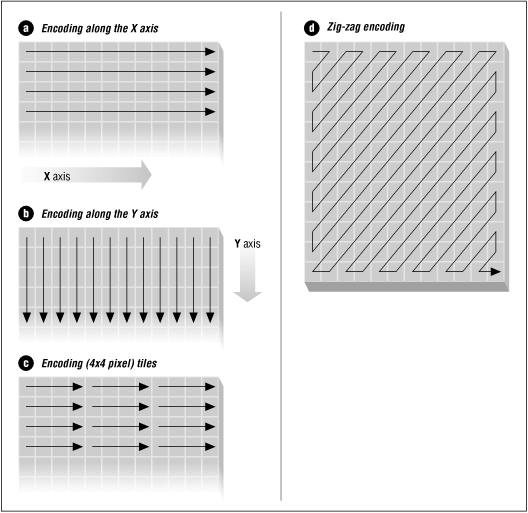 a Encoding along the X axis
X axis
b Encoding along the Y axis
Y axis
c Encoding (4x4 pixel) tiles
d Zig-zag encoding